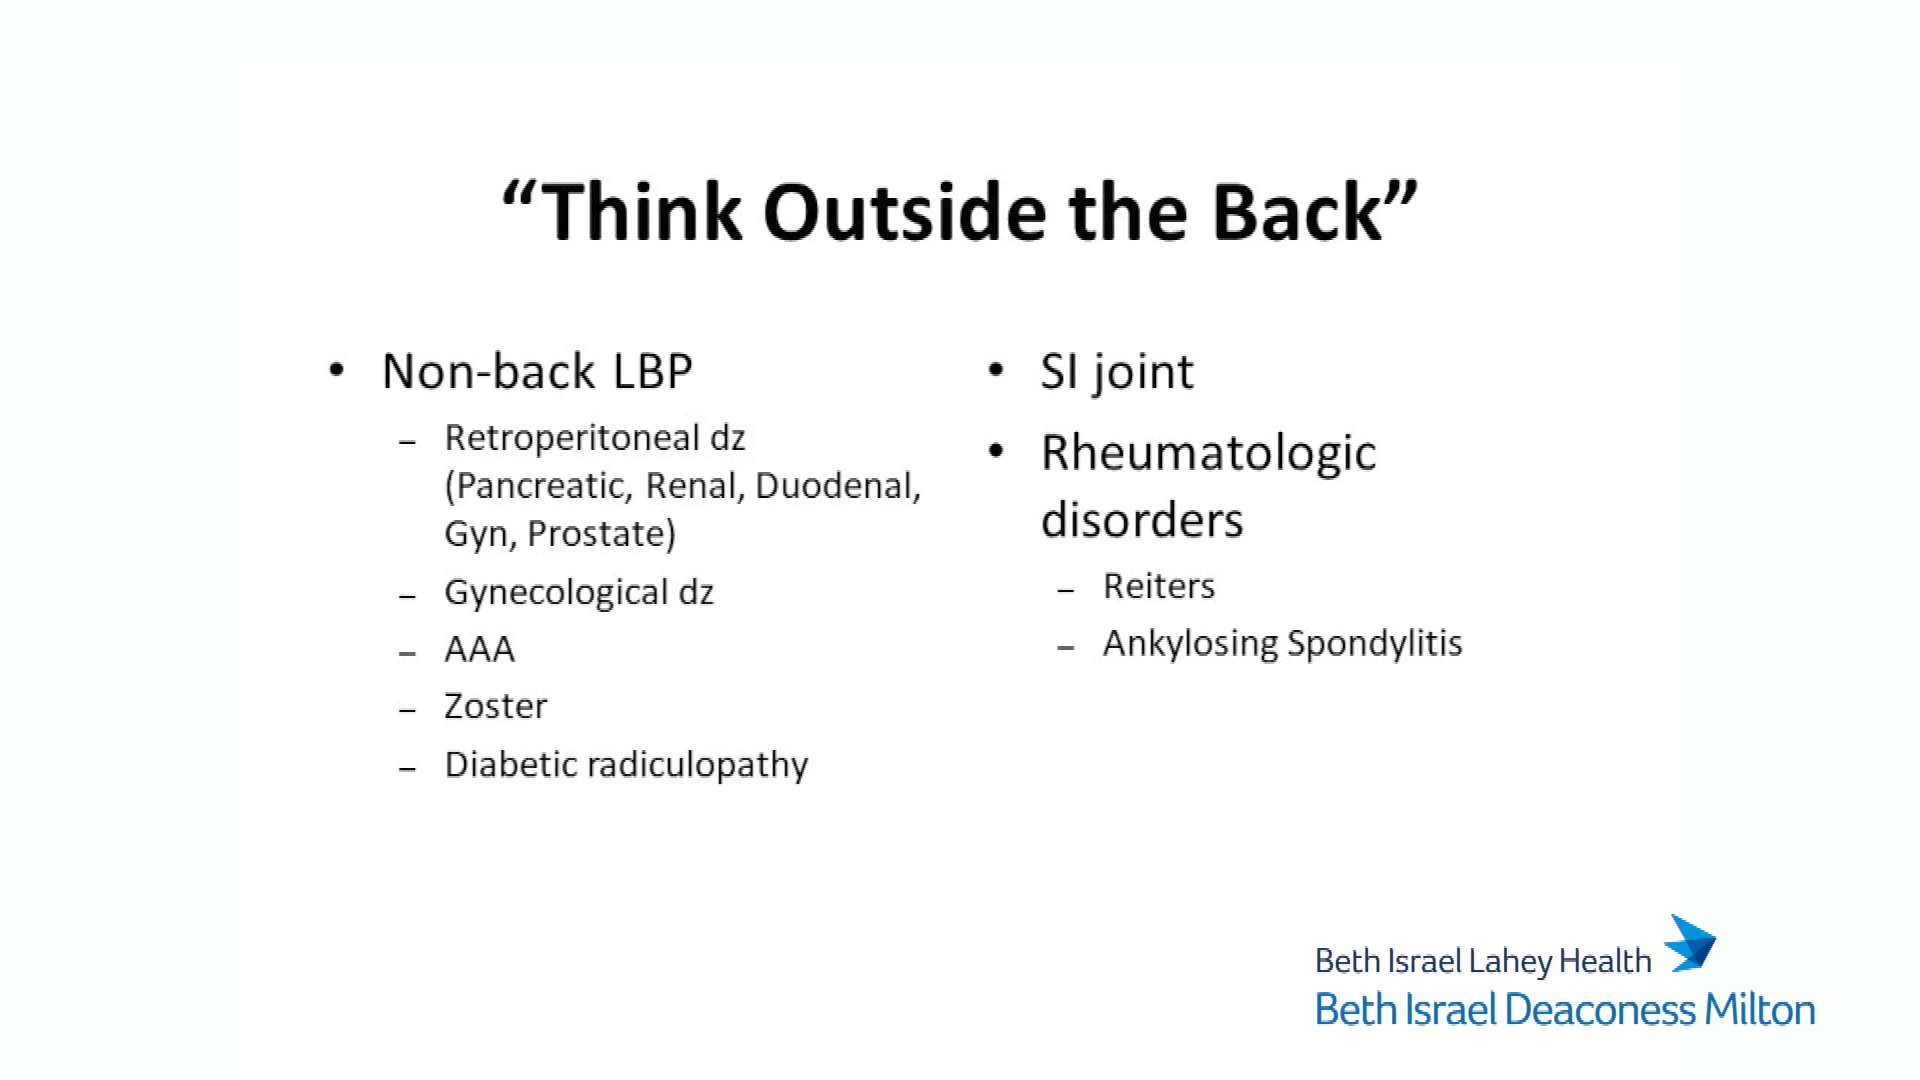 “Think Outside the Back”
• Non-back LBP
– Retroperitoneal dz
(Pancreatic, Renal, Duodenal,
Gyn, Prostate)
– Gynecological dz
– AAA
– Zoster
– Diabetic radiculopathy
• SI joint
• Rheumatologic
disorders
– Reiters
– Ankylosing Spondylitis
Beth Israel Lahey Health
Beth Israel Deaconess Milton